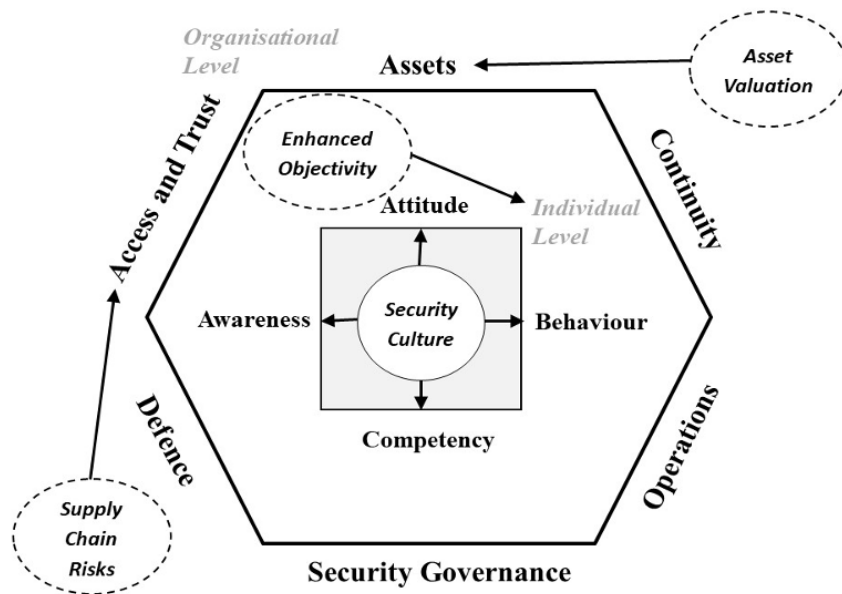 Organisational
Level
Assets
Asset
Valuation
Access and Trust
Enhanced
Objectivity
Continuity
Attitude
Individual
Level
Awareness
Security
Culture
Behaviour
Defence
Competency
Operations
Supply
Chain
Risks
Security Governance